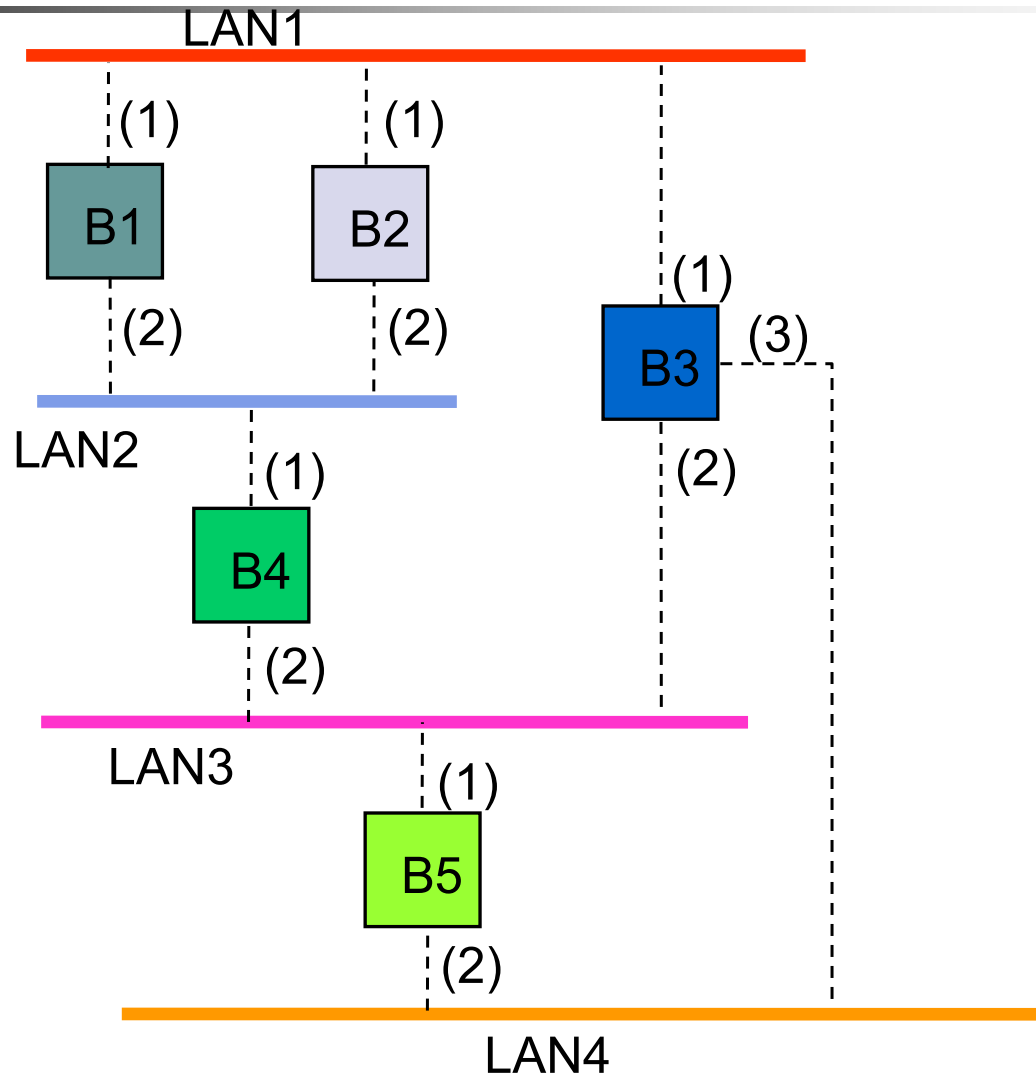 LAN1
(1)
(1)
B1
B2
(1)
(2)
(2)
(3)
B3
LAN2
(1)
(2)
B4
(2)
LAN3
(1)
B5
(2)
LAN4